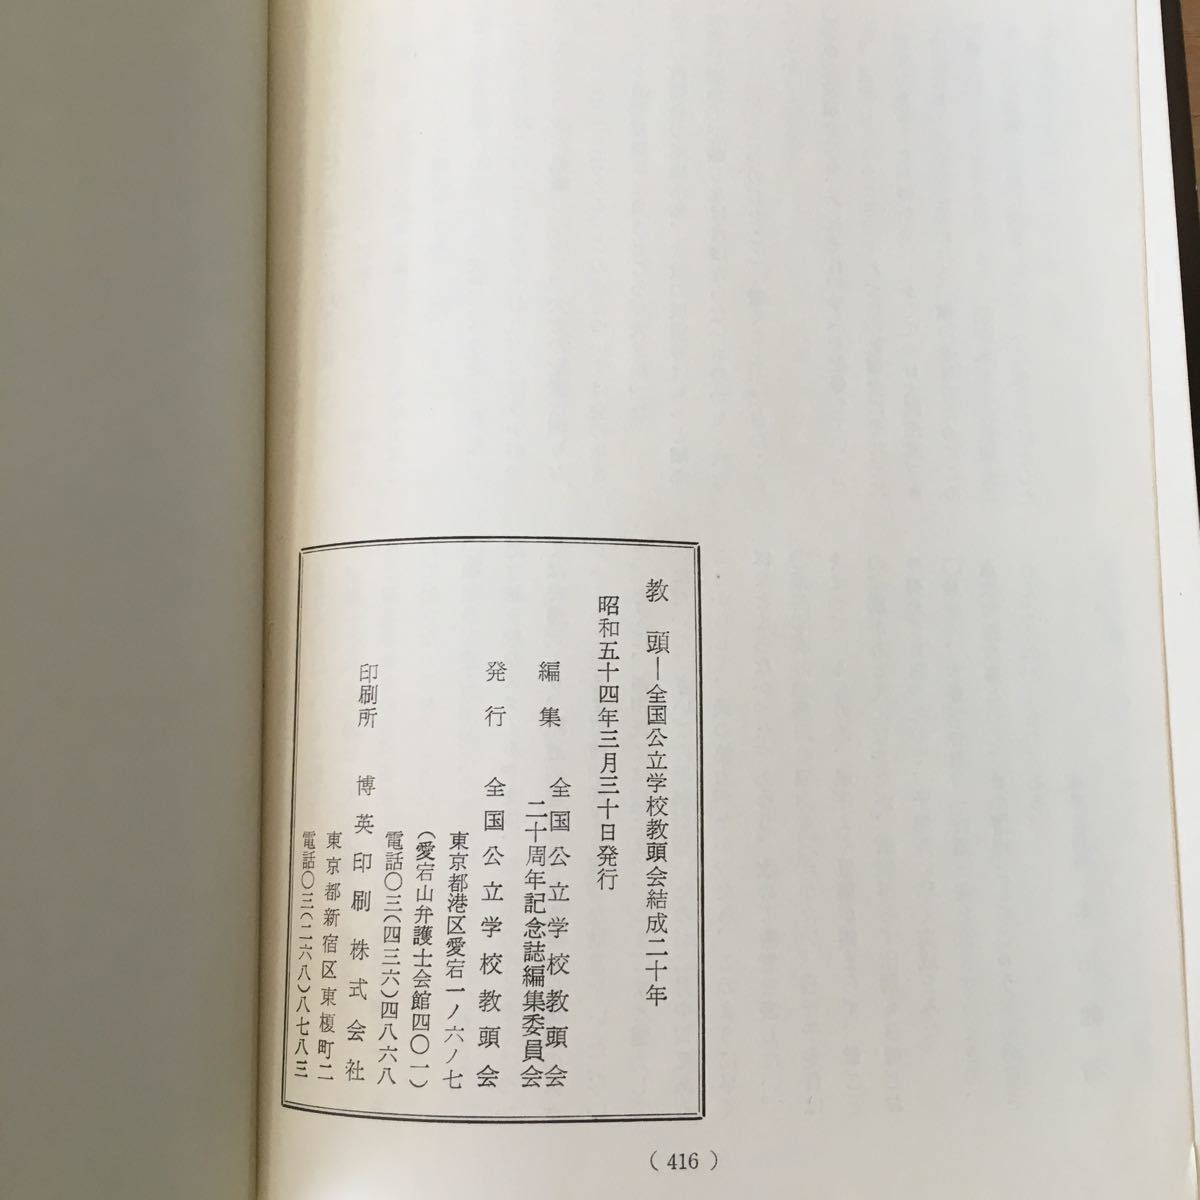 教　頭―全国公立学校教頭会結成二十年
昭和五十四年三月三十日発行
編　集　全国公立学校教頭会
二十周年記念誌編集委員会
発　行　全国公立学校教頭会
東京都港区愛宕一ノ六ノ七
(愛宕山弁護士会館四〇一)
電話〇三(四三六)四八六八
印刷所　博英印刷株式会社
東京都新宿区東榎町二
電話〇三(二六八)八七八三
( 416 )